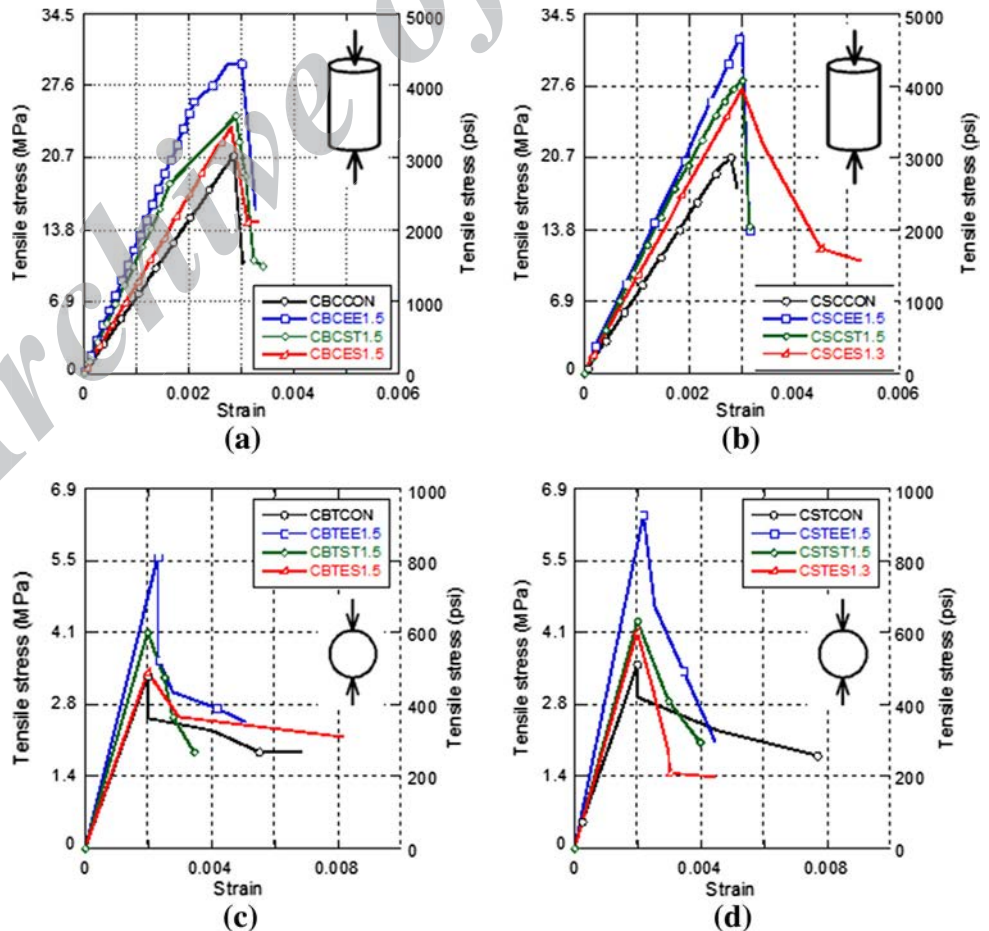 Archive of
34.5
27.6
20.7
13.8
6.9
0
Tensile stress (MPa)
5000
4000
3000
2000
1000
0
Tensile stress (psi)
CBCCON
CBCEE1.5
CBCST1.5
CBCES1.5
0 0.002 0.004 0.006
Strain
(a)
34.5
27.6
20.7
13.8
6.9
0
Tensile stress (MPa)
5000
4000
3000
2000
1000
0
Tensile stress (psi)
CSCCON
CSCEE1.5
CSCST1.5
CSCES1.3
0 0.002 0.004 0.006
Strain
(b)
6.9
5.5
4.1
2.8
1.4
0
Tensile stress (MPa)
1000
800
600
400
200
0
Tensile stress (psi)
CBTCON
CBTEE1.5
CBTST1.5
CBTES1.5
0 0.004 0.008
Strain
(c)
6.9
5.5
4.1
2.8
1.4
0
Tensile stress (MPa)
1000
800
600
400
200
0
Tensile stress (psi)
CSTCON
CSTEE1.5
CSTST1.5
CSTES1.3
0 0.004 0.008
Strain
(d)